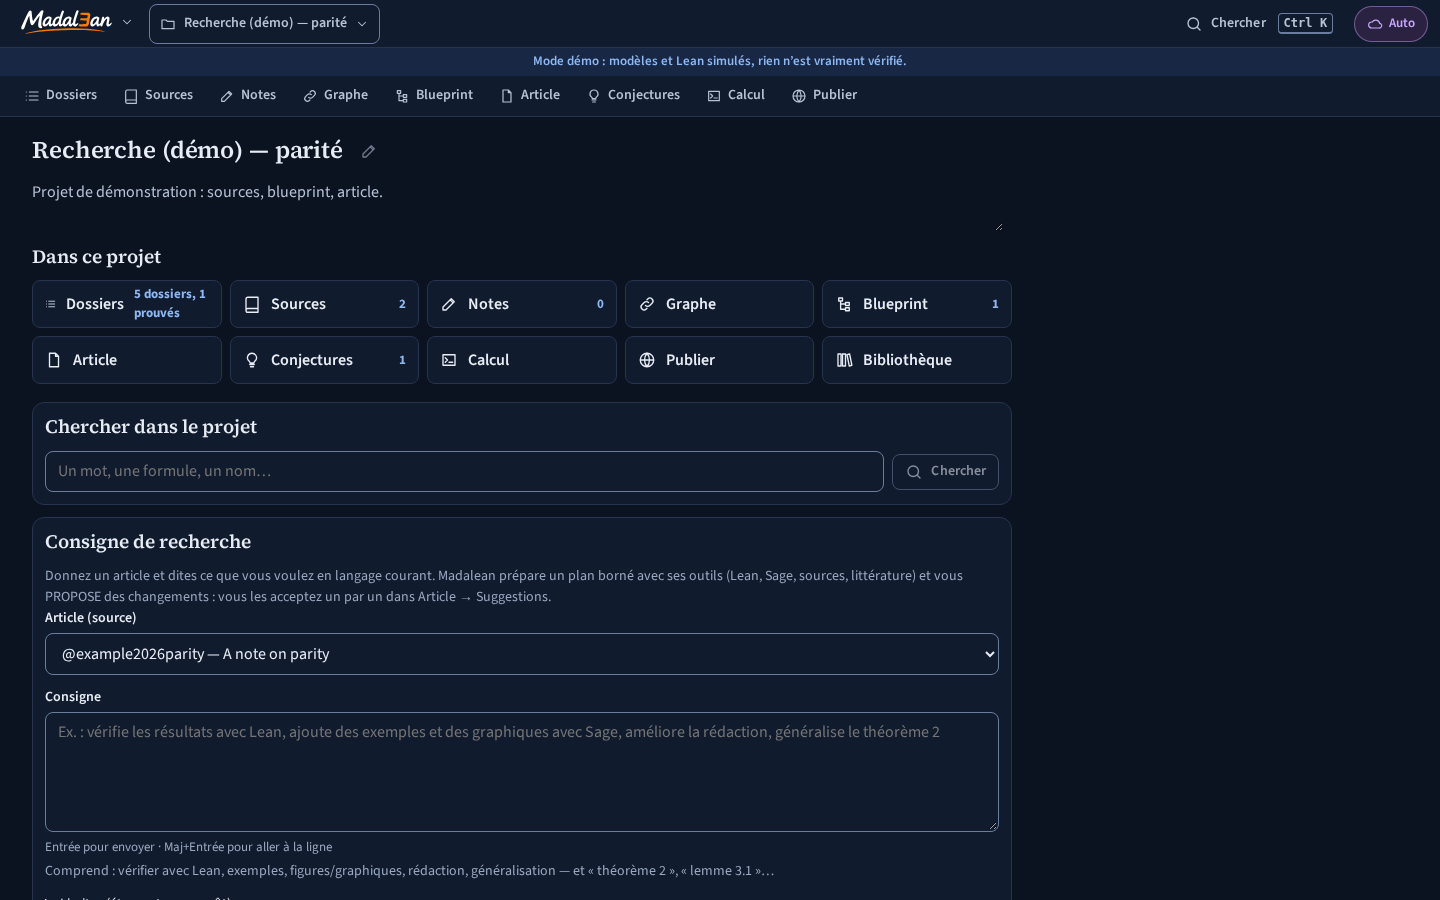 Madal3an
Recherche (démo) — parité
Chercher
Ctrl K
Auto
Mode démo : modèles et Lean simulés, rien n’est vraiment vérifié.
Dossiers
Sources
Notes
Graphe
Blueprint
Article
Conjectures
Calcul
Publier
Recherche (démo) — parité
Projet de démonstration : sources, blueprint, article.
Dans ce projet
Dossiers
5 dossiers, 1
prouvés
Sources
2
Notes
0
Graphe
Blueprint
1
Article
Conjectures
1
Calcul
Publier
Bibliothèque
Chercher dans le projet
Un mot, une formule, un nom…
Chercher
Consigne de recherche
Donnez un article et dites ce que vous voulez en langage courant. Madalean prépare un plan borné avec ses outils (Lean, Sage, sources, littérature) et vous
PROPOSE des changements : vous les acceptez un par un dans Article → Suggestions.
Article (source)
@example2026parity — A note on parity
Consigne
Ex. : vérifie les résultats avec Lean, ajoute des exemples et des graphiques avec Sage, améliore la rédaction, généralise le théorème 2
Entrée pour envoyer · Maj+Entrée pour aller à la ligne
Comprend : vérifier avec Lean, exemples, figures/graphiques, rédaction, généralisation — et « théorème 2 », « lemme 3.1 »…